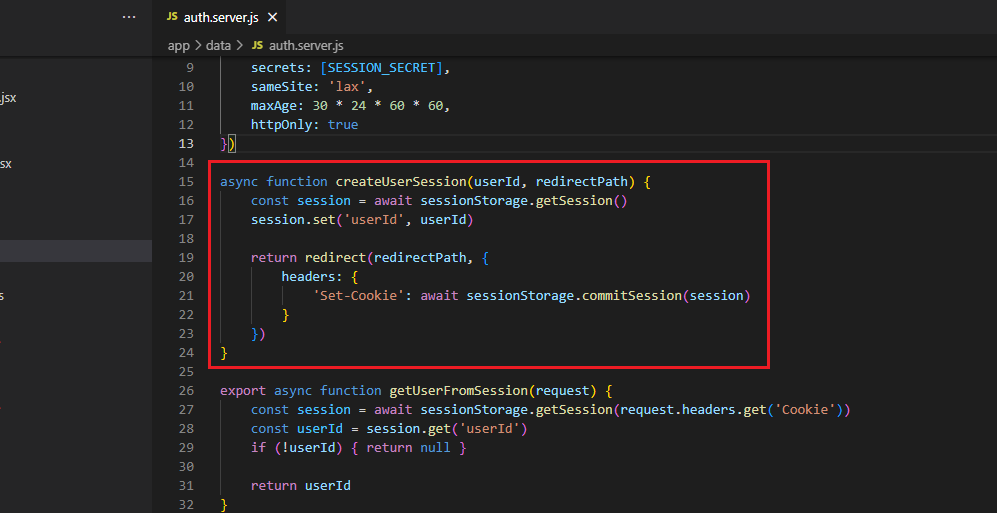 ...
JS auth.server.js ×
app > data > JS auth.server.js
.jsx
sx
s
9 secrets: [SESSION_SECRET],
10 sameSite: 'lax',
11 maxAge: 30 * 24 * 60 * 60,
12 httpOnly: true
13 })
14
15 async function createUserSession(userId, redirectPath) {
16 const session = await sessionStorage.getSession()
17 session.set('userId', userId)
18
19 return redirect(redirectPath, {
20 headers: {
21 'Set-Cookie': await sessionStorage.commitSession(session)
22 }
23 })
24 }
25
26 export async function getUserFromSession(request) {
27 const session = await sessionStorage.getSession(request.headers.get('Cookie'))
28 const userId = session.get('userId')
29 if (!userId) { return null }
30
31 return userId
32 }